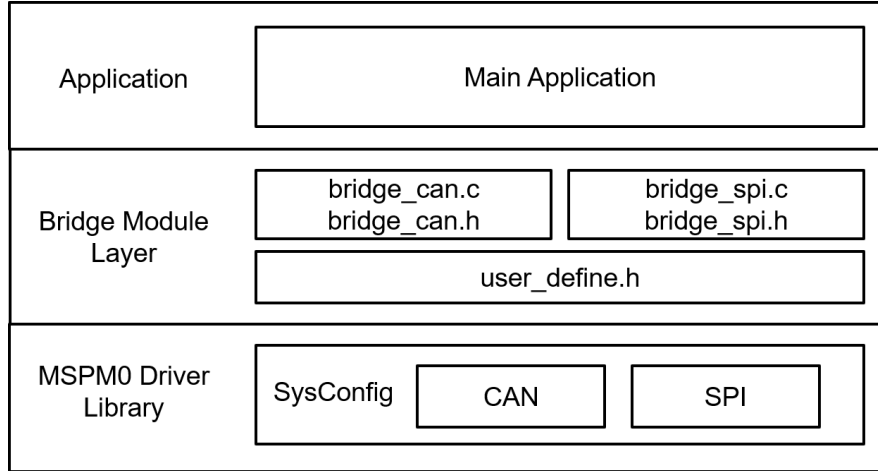 Application
Main Application
Bridge Module
Layer
bridge_can.c
bridge_can.h
bridge_spi.c
bridge_spi.h
user_define.h
MSPM0 Driver
Library
SysConfig
CAN
SPI